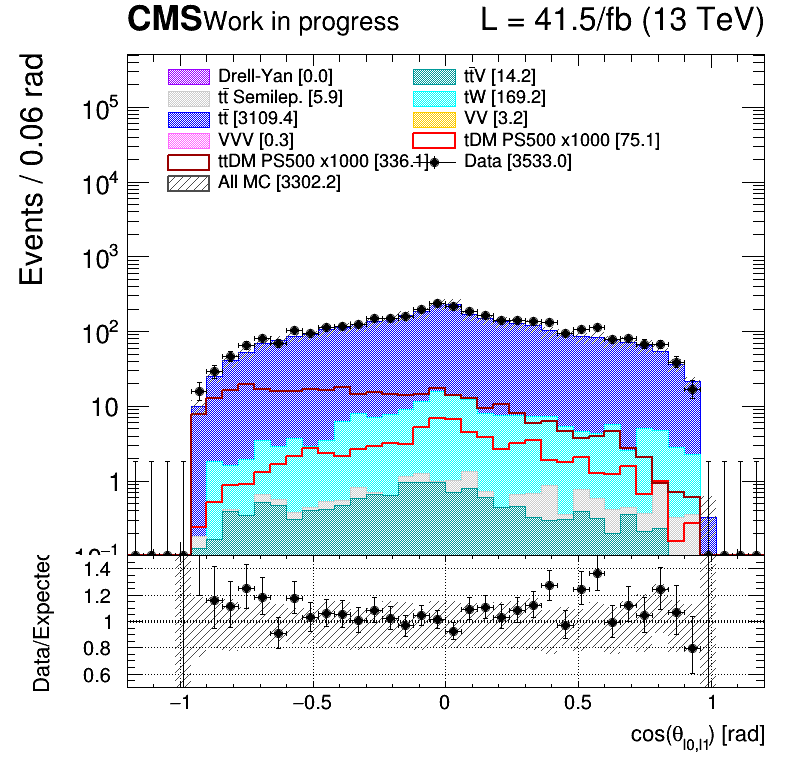 CMS Work in progress L = 41.5/fb (13 TeV)
Events / 0.06 rad
Drell-Yan [0.0] tt̄V [14.2]
tt̄ Semilep. [5.9] tW [169.2]
tt̄ [3109.4] VV [3.2]
VVV [0.3] tDM PS500 x1000 [75.1]
ttDM PS500 x1000 [336.1] Data [3533.0]
All MC [3302.2]
10⁵
10⁴
10³
10²
10
1
10⁻¹
Data/Expected
1.4
1.2
1
0.8
0.6
−1 −0.5 0 0.5 1
cos(θ_{l0,l1}) [rad]